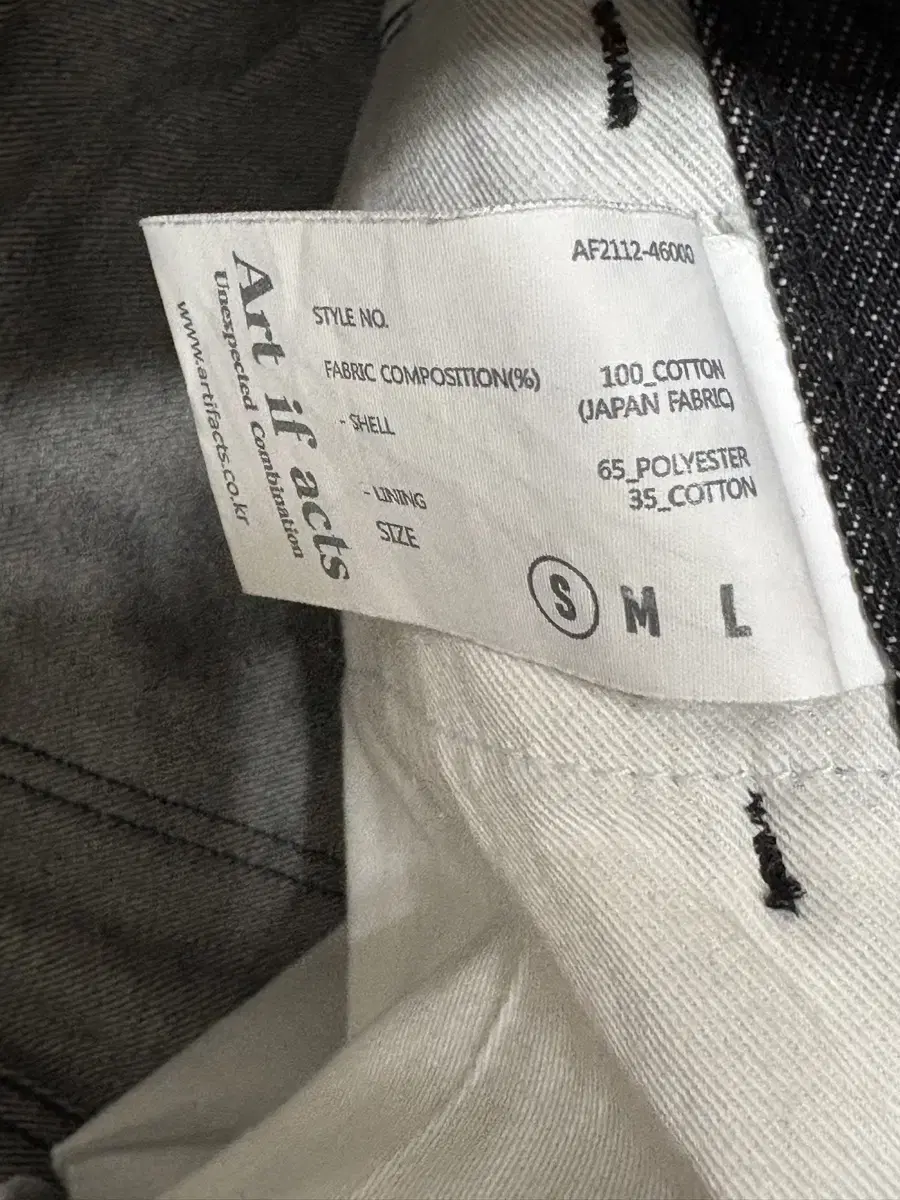 Art if acts
Unexpected Combination
www.artifacts.co.kr
STYLE NO.
AF2112-46000
FABRIC COMPOSITION(%)
- SHELL
100_COTTON
(JAPAN FABRIC)
- LINING
65_POLYESTER
35_COTTON
SIZE
S M L